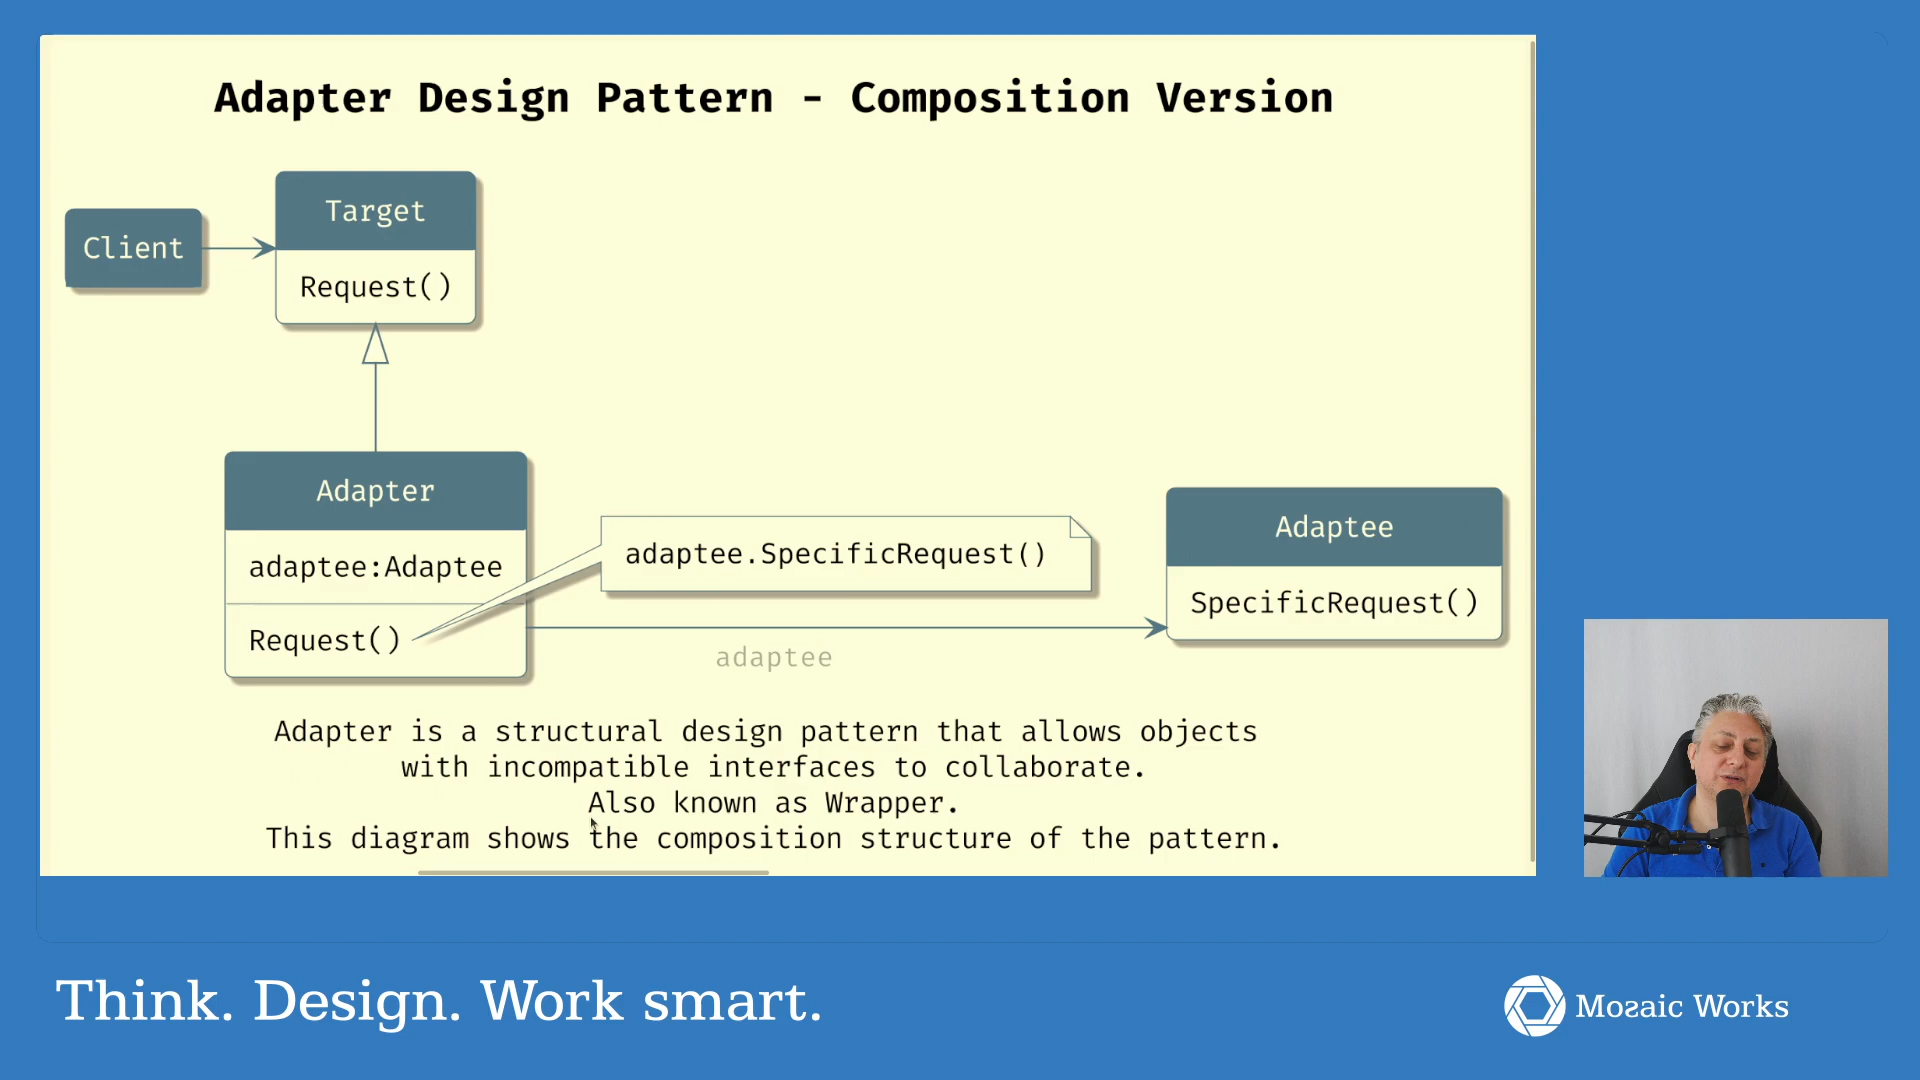 Adapter Design Pattern - Composition Version
Client
Target
Request()
Adapter
adaptee:Adaptee
Request()
adaptee.SpecificRequest()
adaptee
Adaptee
SpecificRequest()
Adapter is a structural design pattern that allows objects
with incompatible interfaces to collaborate.
Also known as Wrapper.
This diagram shows the composition structure of the pattern.
Think. Design. Work smart.
Mozaic Works